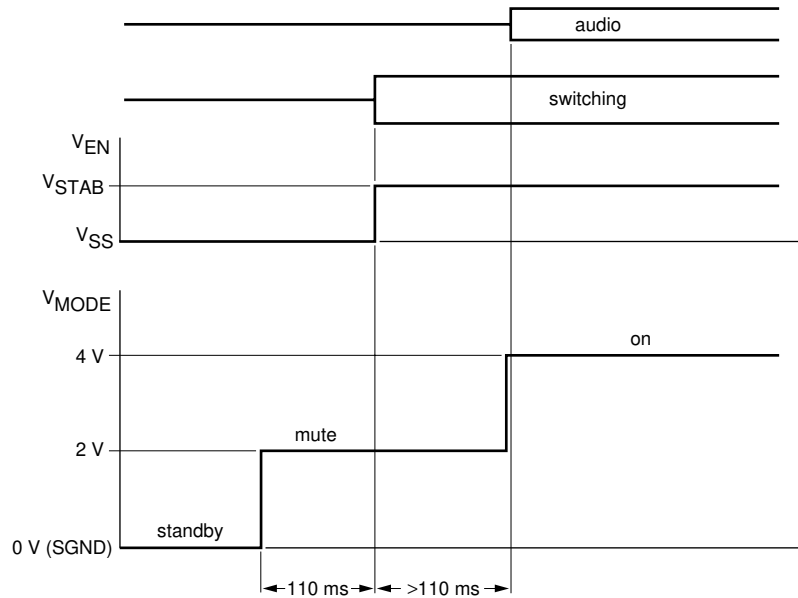 audio
switching
VEN
VSTAB
VSS
VMODE
4 V
on
2 V
mute
standby
0 V (SGND)
110 ms
>110 ms